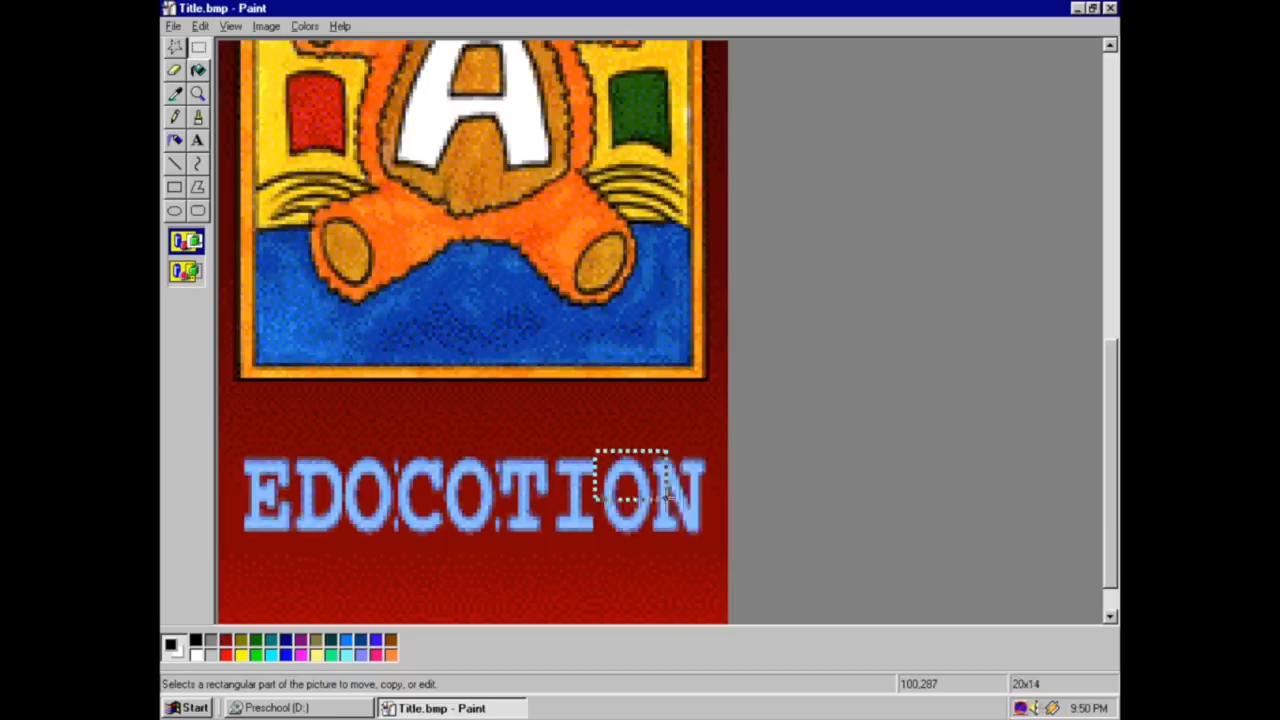 Title.bmp - Paint
File Edit View Image Colors Help
A
A
EDOCOTION
Selects a rectangular part of the picture to move, copy, or edit.
100,287
20x14
Start
Preschool (D:)
Title.bmp - Paint
9:50 PM